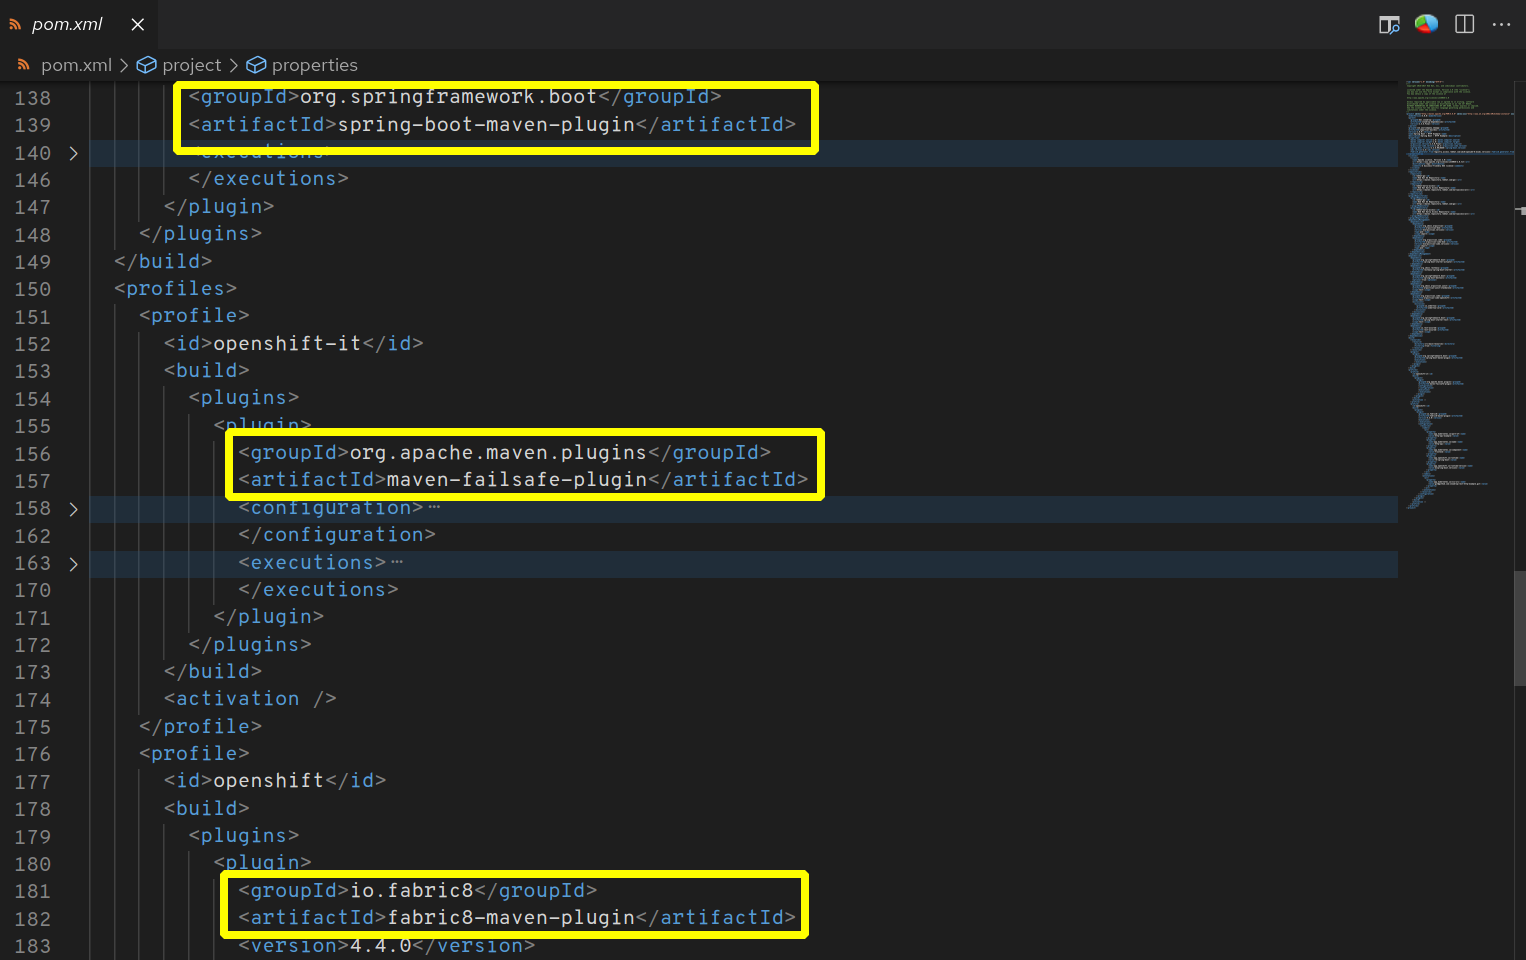 pom.xml
pom.xml > project > properties
138 <groupId>org.springframework.boot</groupId>
139 <artifactId>spring-boot-maven-plugin</artifactId>
140 <executions>
146 </executions>
147 </plugin>
148 </plugins>
149 </build>
150 <profiles>
151 <profile>
152 <id>openshift-it</id>
153 <build>
154 <plugins>
155 <plugin>
156 <groupId>org.apache.maven.plugins</groupId>
157 <artifactId>maven-failsafe-plugin</artifactId>
158 <configuration>⋯
162 </configuration>
163 <executions>⋯
170 </executions>
171 </plugin>
172 </plugins>
173 </build>
174 <activation />
175 </profile>
176 <profile>
177 <id>openshift</id>
178 <build>
179 <plugins>
180 <plugin>
181 <groupId>io.fabric8</groupId>
182 <artifactId>fabric8-maven-plugin</artifactId>
183 <version>4.4.0</version>